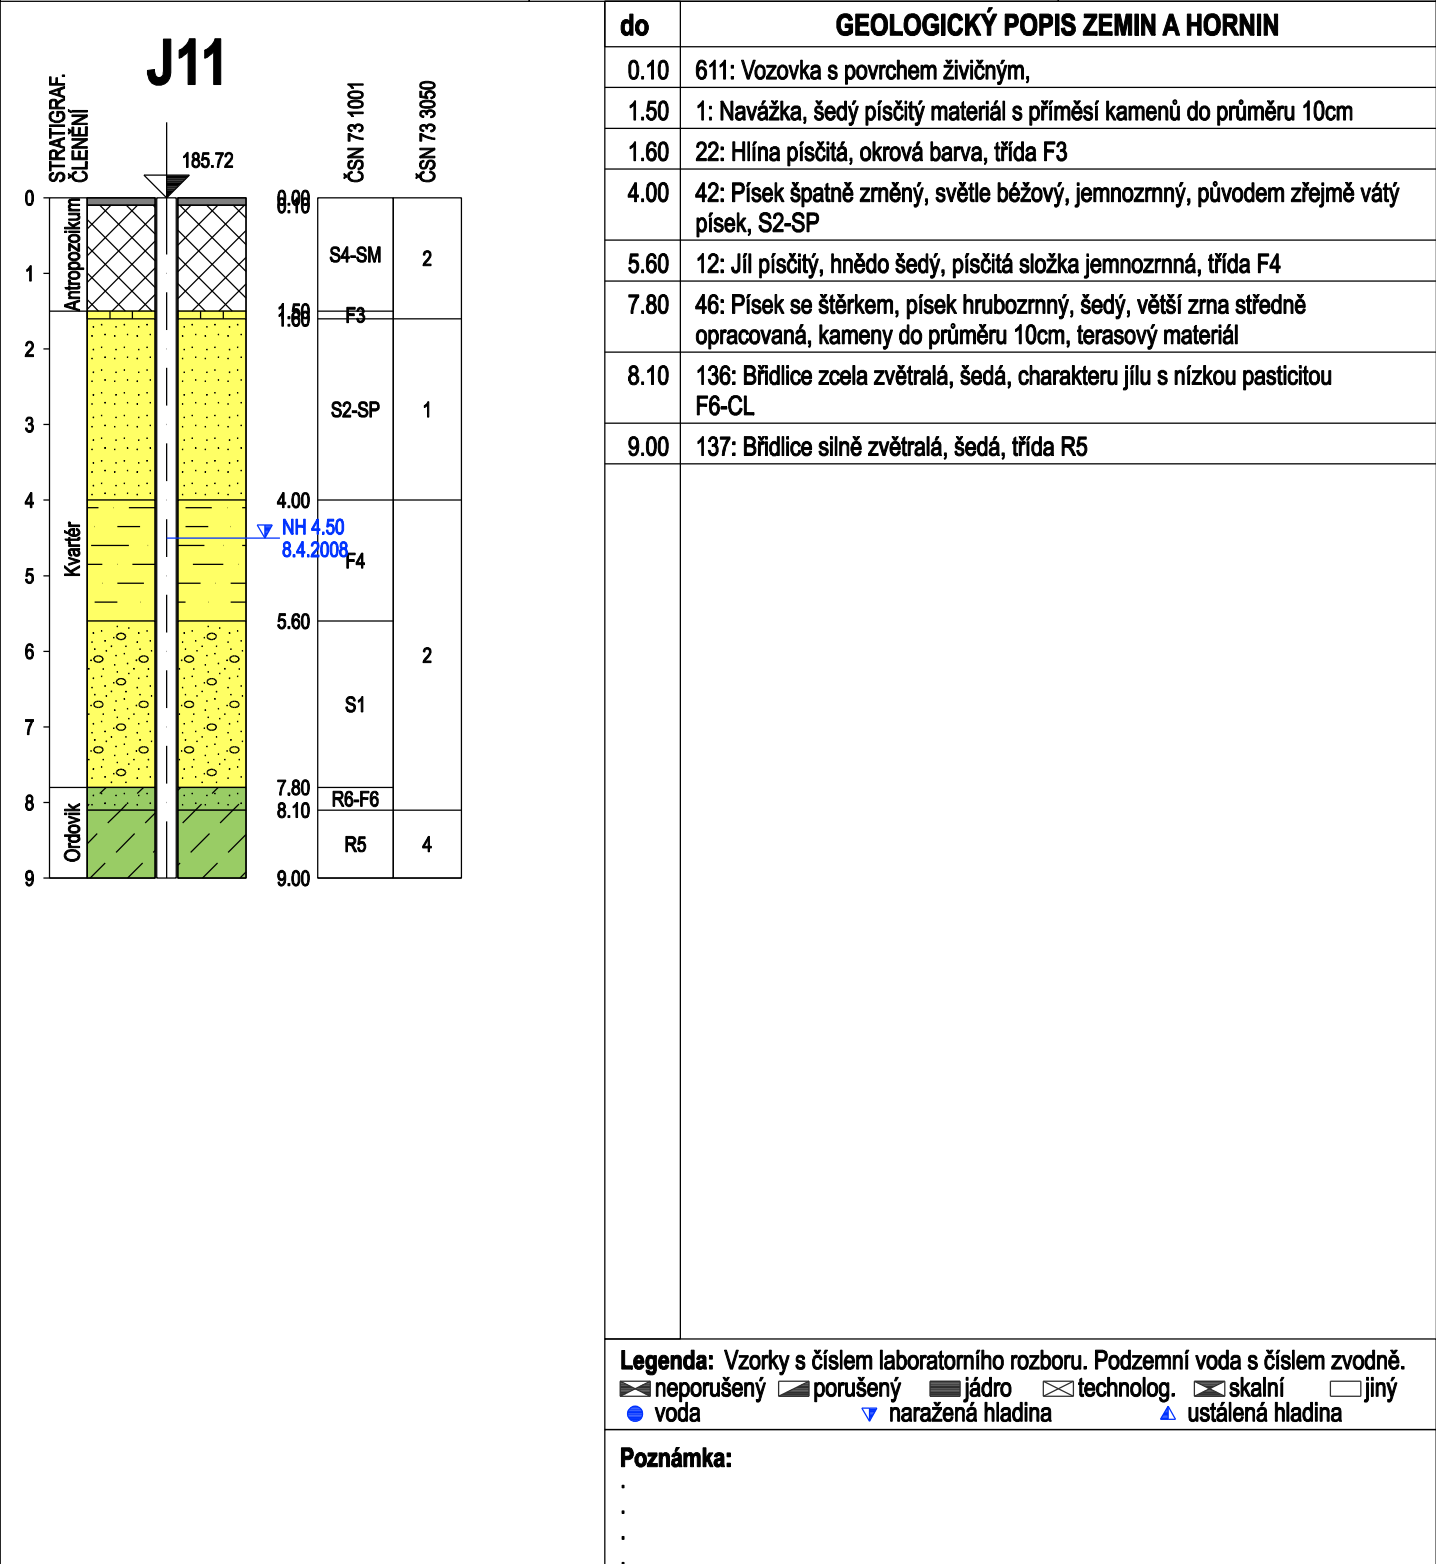 J11
STRATIGRAF.
ČLENĚNÍ
ČSN 73 1001
ČSN 73 3050
185.72
0
1
2
3
4
5
6
7
8
9
Antropozoikum
Kvartér
Ordovik
0.00
0.10
1.50
1.60
4.00
5.60
7.80
8.10
9.00
NH 4.50
8.4.2008
S4-SM
F3
S2-SP
F4
S1
R6-F6
R5
2
1
2
4
do GEOLOGICKÝ POPIS ZEMIN A HORNIN
0.10 611: Vozovka s povrchem živičným,
1.50 1: Navážka, šedý písčitý materiál s příměsí kamenů do průměru 10cm
1.60 22: Hlína písčitá, okrová barva, třída F3
4.00 42: Písek špatně zrněný, světle béžový, jemnozrnný, původem zřejmě vátý
písek, S2-SP
5.60 12: Jíl písčitý, hnědo šedý, písčitá složka jemnozrnná, třída F4
7.80 46: Písek se štěrkem, písek hrubozrnný, šedý, větší zrna středně
opracovaná, kameny do průměru 10cm, terasový materiál
8.10 136: Břidlice zcela zvětralá, šedá, charakteru jílu s nízkou pasticitou
F6-CL
9.00 137: Břidlice silně zvětralá, šedá, třída R5
Legenda: Vzorky s číslem laboratorního rozboru. Podzemní voda s číslem zvodně.
neporušený porušený jádro technolog. skalní jiný
voda naražená hladina ustálená hladina
Poznámka:
.
.
.
.